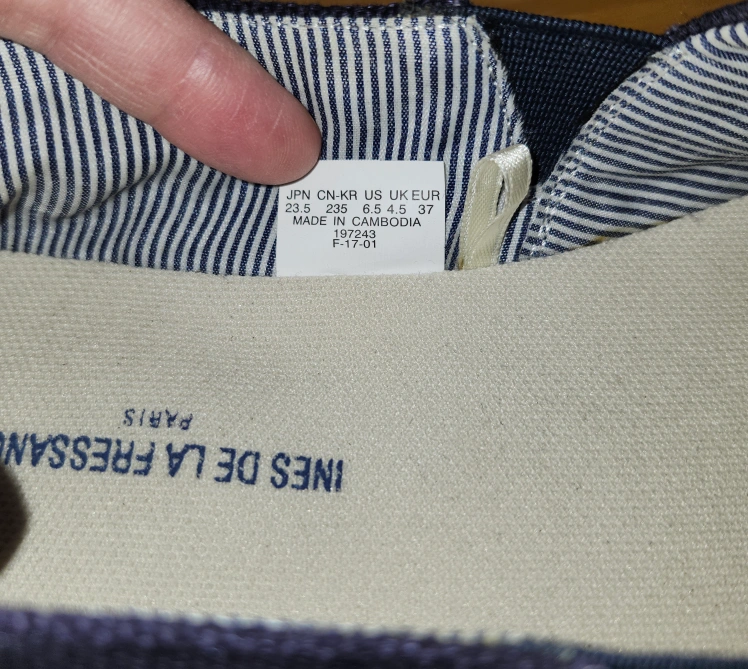 JPN CN-KR US UK EUR
23.5 235 6.5 4.5 37
MADE IN CAMBODIA
197243
F-17-01
INES DE LA
PARIS